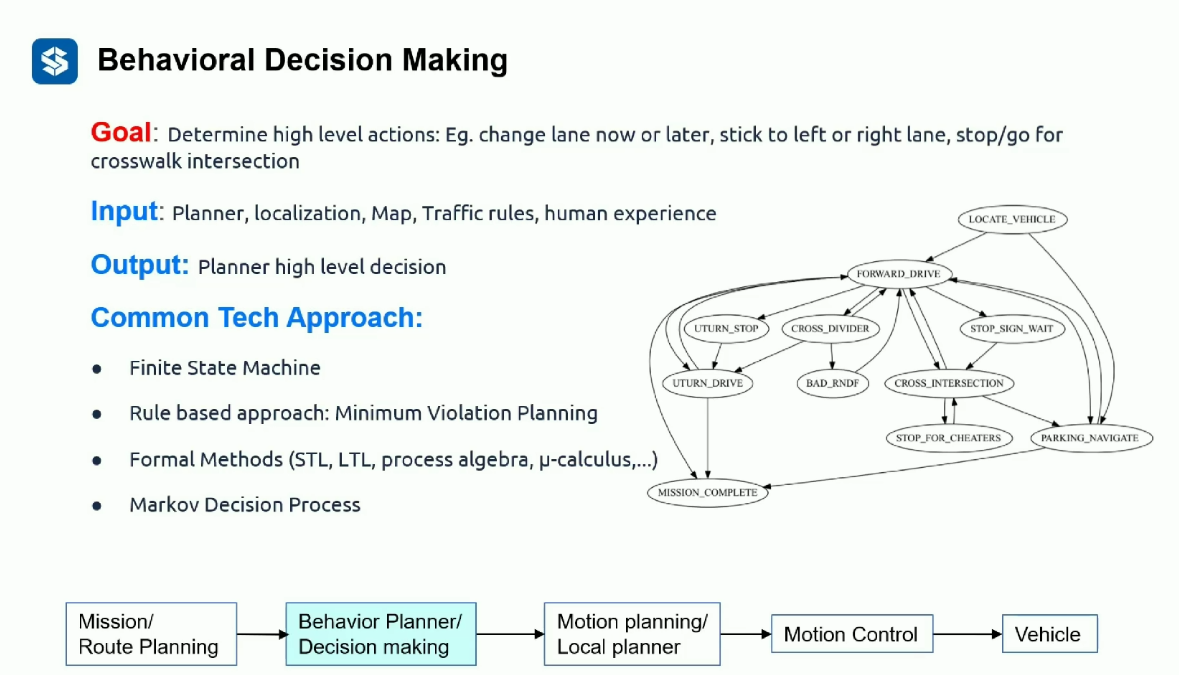 Behavioral Decision Making
Goal: Determine high level actions: Eg. change lane now or later, stick to left or right lane, stop/go for
crosswalk intersection
Input: Planner, localization, Map, Traffic rules, human experience
Output: Planner high level decision
Common Tech Approach:
● Finite State Machine
● Rule based approach: Minimum Violation Planning
● Formal Methods (STL, LTL, process algebra, μ-calculus,...)
● Markov Decision Process
LOCATE_VEHICLE
FORWARD_DRIVE
UTURN_STOP
CROSS_DIVIDER
STOP_SIGN_WAIT
UTURN_DRIVE
BAD_RNDF
CROSS_INTERSECTION
STOP_FOR_CHEATERS
PARKING_NAVIGATE
MISSION_COMPLETE
Mission/
Route Planning
Behavior Planner/
Decision making
Motion planning/
Local planner
Motion Control
Vehicle